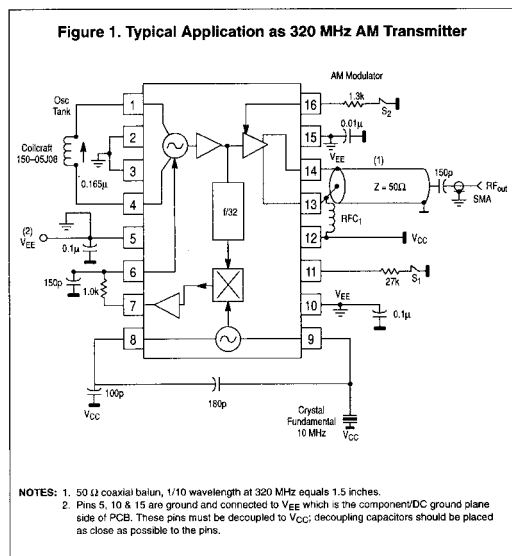 Figure 1. Typical Application as 320 MHz AM Transmitter
AM Modulator
Osc
Tank
1
16
1.3k
S2
0.01μ
2
15
VEE
Coilcraft
150–05J08
(1)
150p
3
14
Z = 50Ω
RFout
SMA
0.165μ
4
13
f/32
RFC1
(2)
VEE
0.1μ
5
12
VCC
6
11
27k
S1
150p
1.0k
7
10
VEE
0.1μ
8
9
100p
180p
VCC
Crystal
Fundamental
10 MHz
VCC
NOTES: 1. 50 Ω coaxial balun, 1/10 wavelength at 320 MHz equals 1.5 inches.
2. Pins 5, 10 & 15 are ground and connected to VEE which is the component/DC ground plane
side of PCB. These pins must be decoupled to VCC; decoupling capacitors should be placed
as close as possible to the pins.